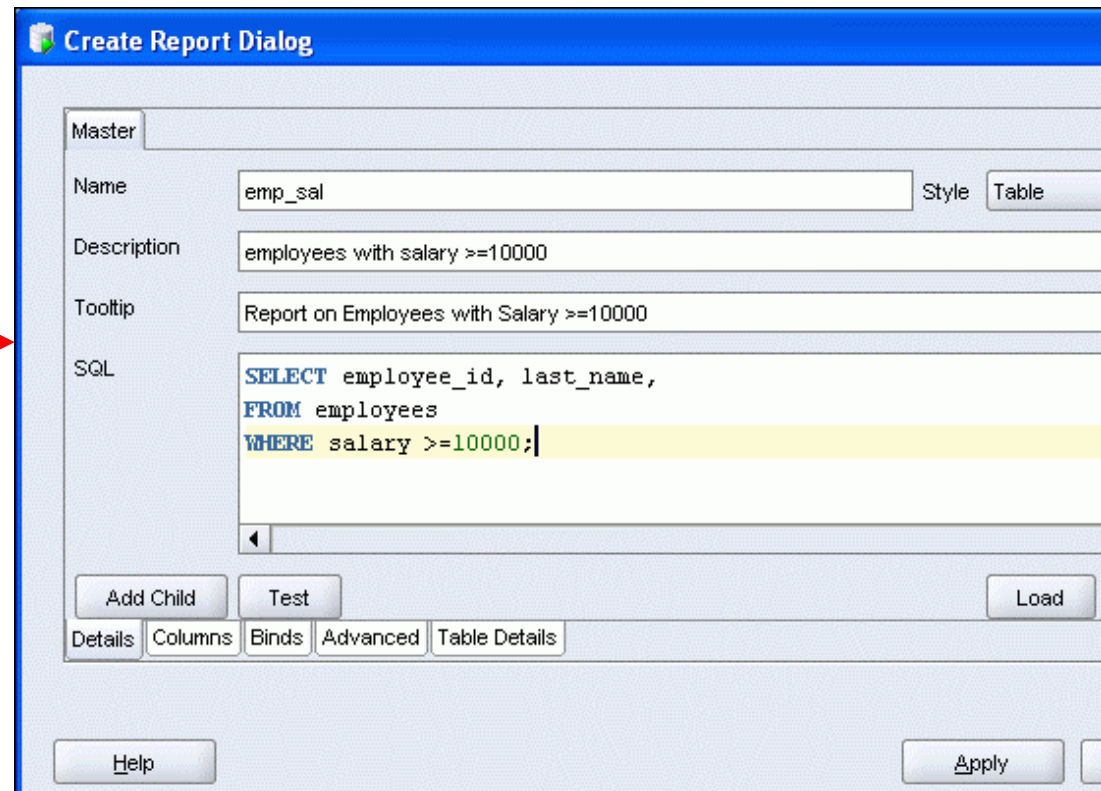 Create Report Dialog
Master
Name emp_sal Style Table
Description employees with salary >=10000
Tooltip Report on Employees with Salary >=10000
SQL SELECT employee_id, last_name,
FROM employees
WHERE salary >=10000;
Add Child Test Load
Details Columns Binds Advanced Table Details
Help Apply